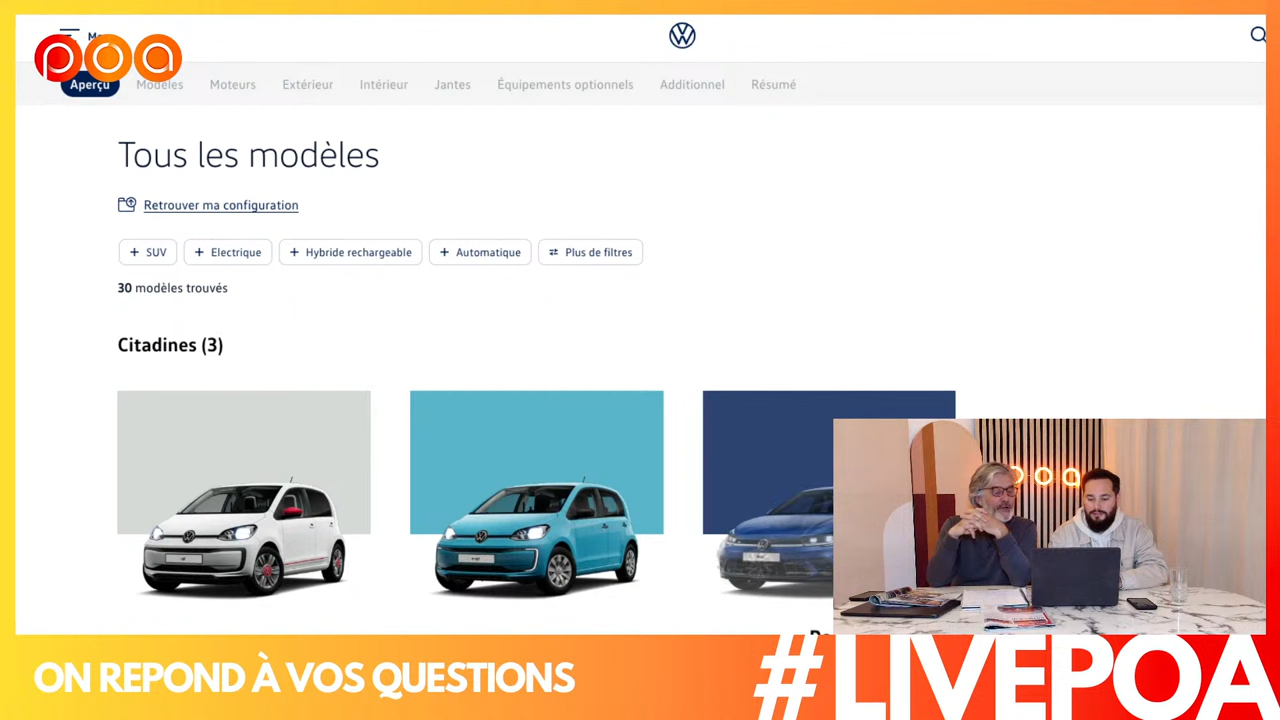 poa
Aperçu
Modèles
Moteurs
Extérieur
Intérieur
Jantes
Équipements optionnels
Additionnel
Résumé
Tous les modèles
Retrouver ma configuration
+ SUV
+ Electrique
+ Hybride rechargeable
+ Automatique
Plus de filtres
30 modèles trouvés
Citadines (3)
poa
ON REPOND À VOS QUESTIONS
#LIVEPOA